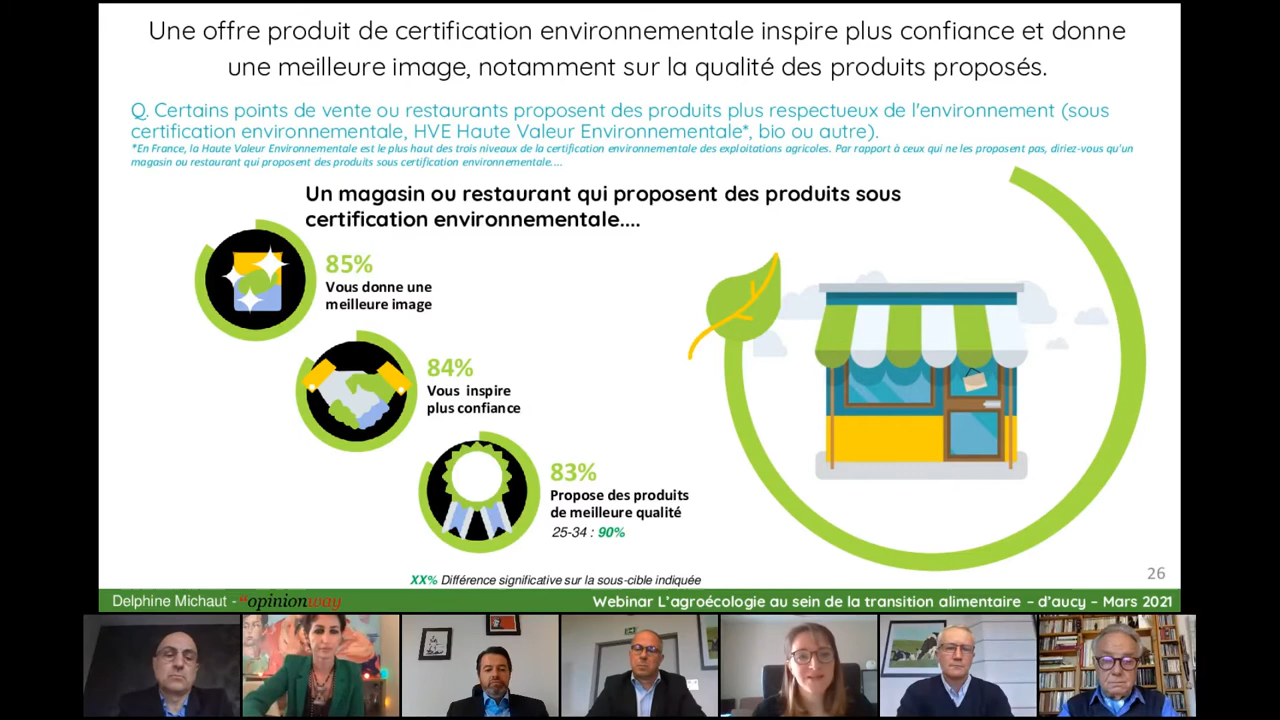 Une offre produit de certification environnementale inspire plus confiance et donne
une meilleure image, notamment sur la qualité des produits proposés.
Q. Certains points de vente ou restaurants proposent des produits plus respectueux de l'environnement (sous
certification environnementale, HVE Haute Valeur Environnementale*, bio ou autre).
*En France, la Haute Valeur Environnementale est le plus haut des trois niveaux de la certification environnementale des exploitations agricoles. Par rapport à ceux qui ne les proposent pas, diriez-vous qu'un
magasin ou restaurant qui proposent des produits sous certification environnementale....
Un magasin ou restaurant qui proposent des produits sous
certification environnementale....
85%
Vous donne une
meilleure image
84%
Vous inspire
plus confiance
83%
Propose des produits
de meilleure qualité
25-34 : 90%
XX% Différence significative sur la sous-cible indiquée
26
Delphine Michaut - "opinionway
Webinar L'agroécologie au sein de la transition alimentaire – d'aucy – Mars 2021